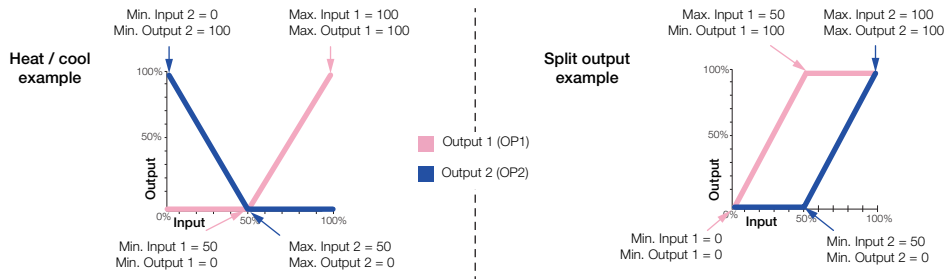 Heat / cool
example
Min. Input 2 = 0
Min. Output 2 = 100
Max. Input 1 = 100
Max. Output 1 = 100
100%
50%
Output
0%
Input
50%
100%
Min. Input 1 = 50
Min. Output 1 = 0
Max. Input 2 = 50
Max. Output 2 = 0
Output 1 (OP1)
Output 2 (OP2)
Split output
example
Max. Input 1 = 50
Min. Output 1 = 100
Max. Input 2 = 100
Max. Output 2 = 100
100%
50%
Output
0%
Input
50%
100%
Min. Input 1 = 0
Min. Output 1 = 0
Min. Input 2 = 50
Min. Output 2 = 0